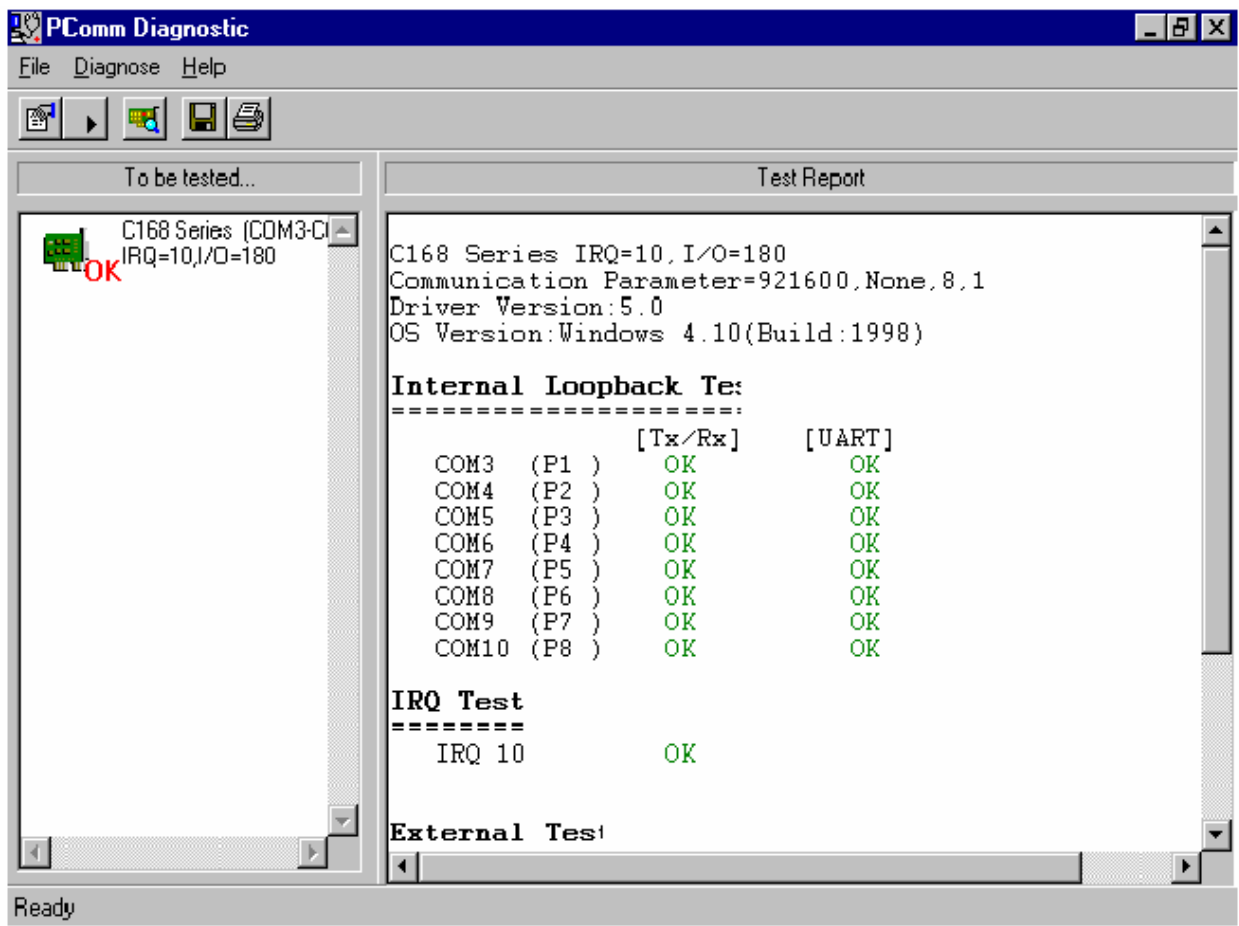 PComm Diagnostic
File Diagnose Help
To be tested...
Test Report
C168 Series (COM3-C
IRQ=10,I/O=180
OK
C168 Series IRQ=10,I/O=180
Communication Parameter=921600,None,8,1
Driver Version:5.0
OS Version:Windows 4.10(Build:1998)
Internal Loopback Te
=====================
[Tx/Rx] [UART]
COM3 (P1 ) OK OK
COM4 (P2 ) OK OK
COM5 (P3 ) OK OK
COM6 (P4 ) OK OK
COM7 (P5 ) OK OK
COM8 (P6 ) OK OK
COM9 (P7 ) OK OK
COM10 (P8 ) OK OK
IRQ Test
========
IRQ 10 OK
External Test
Ready